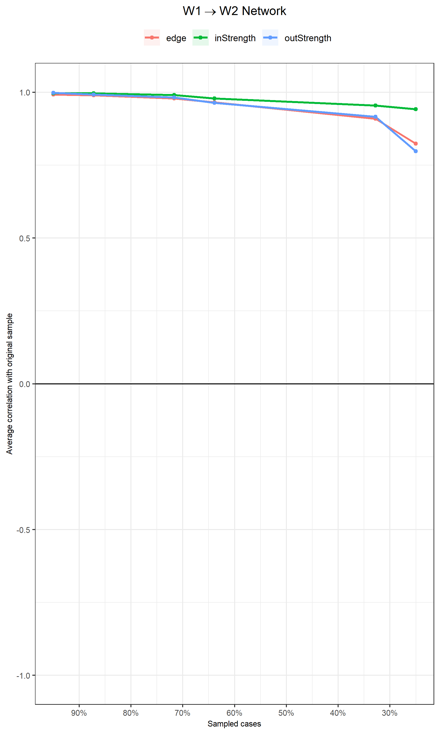 W1 → W2 Network
edge inStrength outStrength
1.0
0.5
0.0
-0.5
-1.0
Average correlation with original sample
90% 80% 70% 60% 50% 40% 30%
Sampled cases